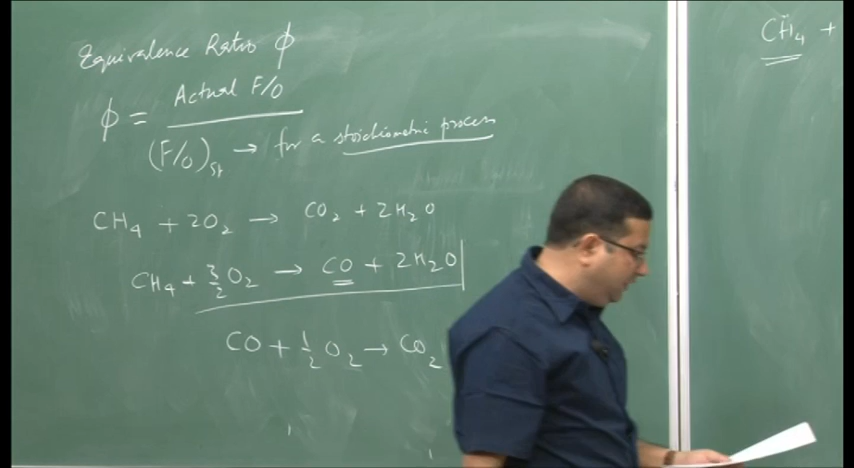 Equivalence Ratio ϕ
ϕ = Actual F/O
(F/O)st → for a stoichiometric process
CH4 + 2O2 → CO2 + 2H2O
CH4 + 3/2 O2 → CO + 2H2O
CO + 1/2 O2 → CO2
CH4 +